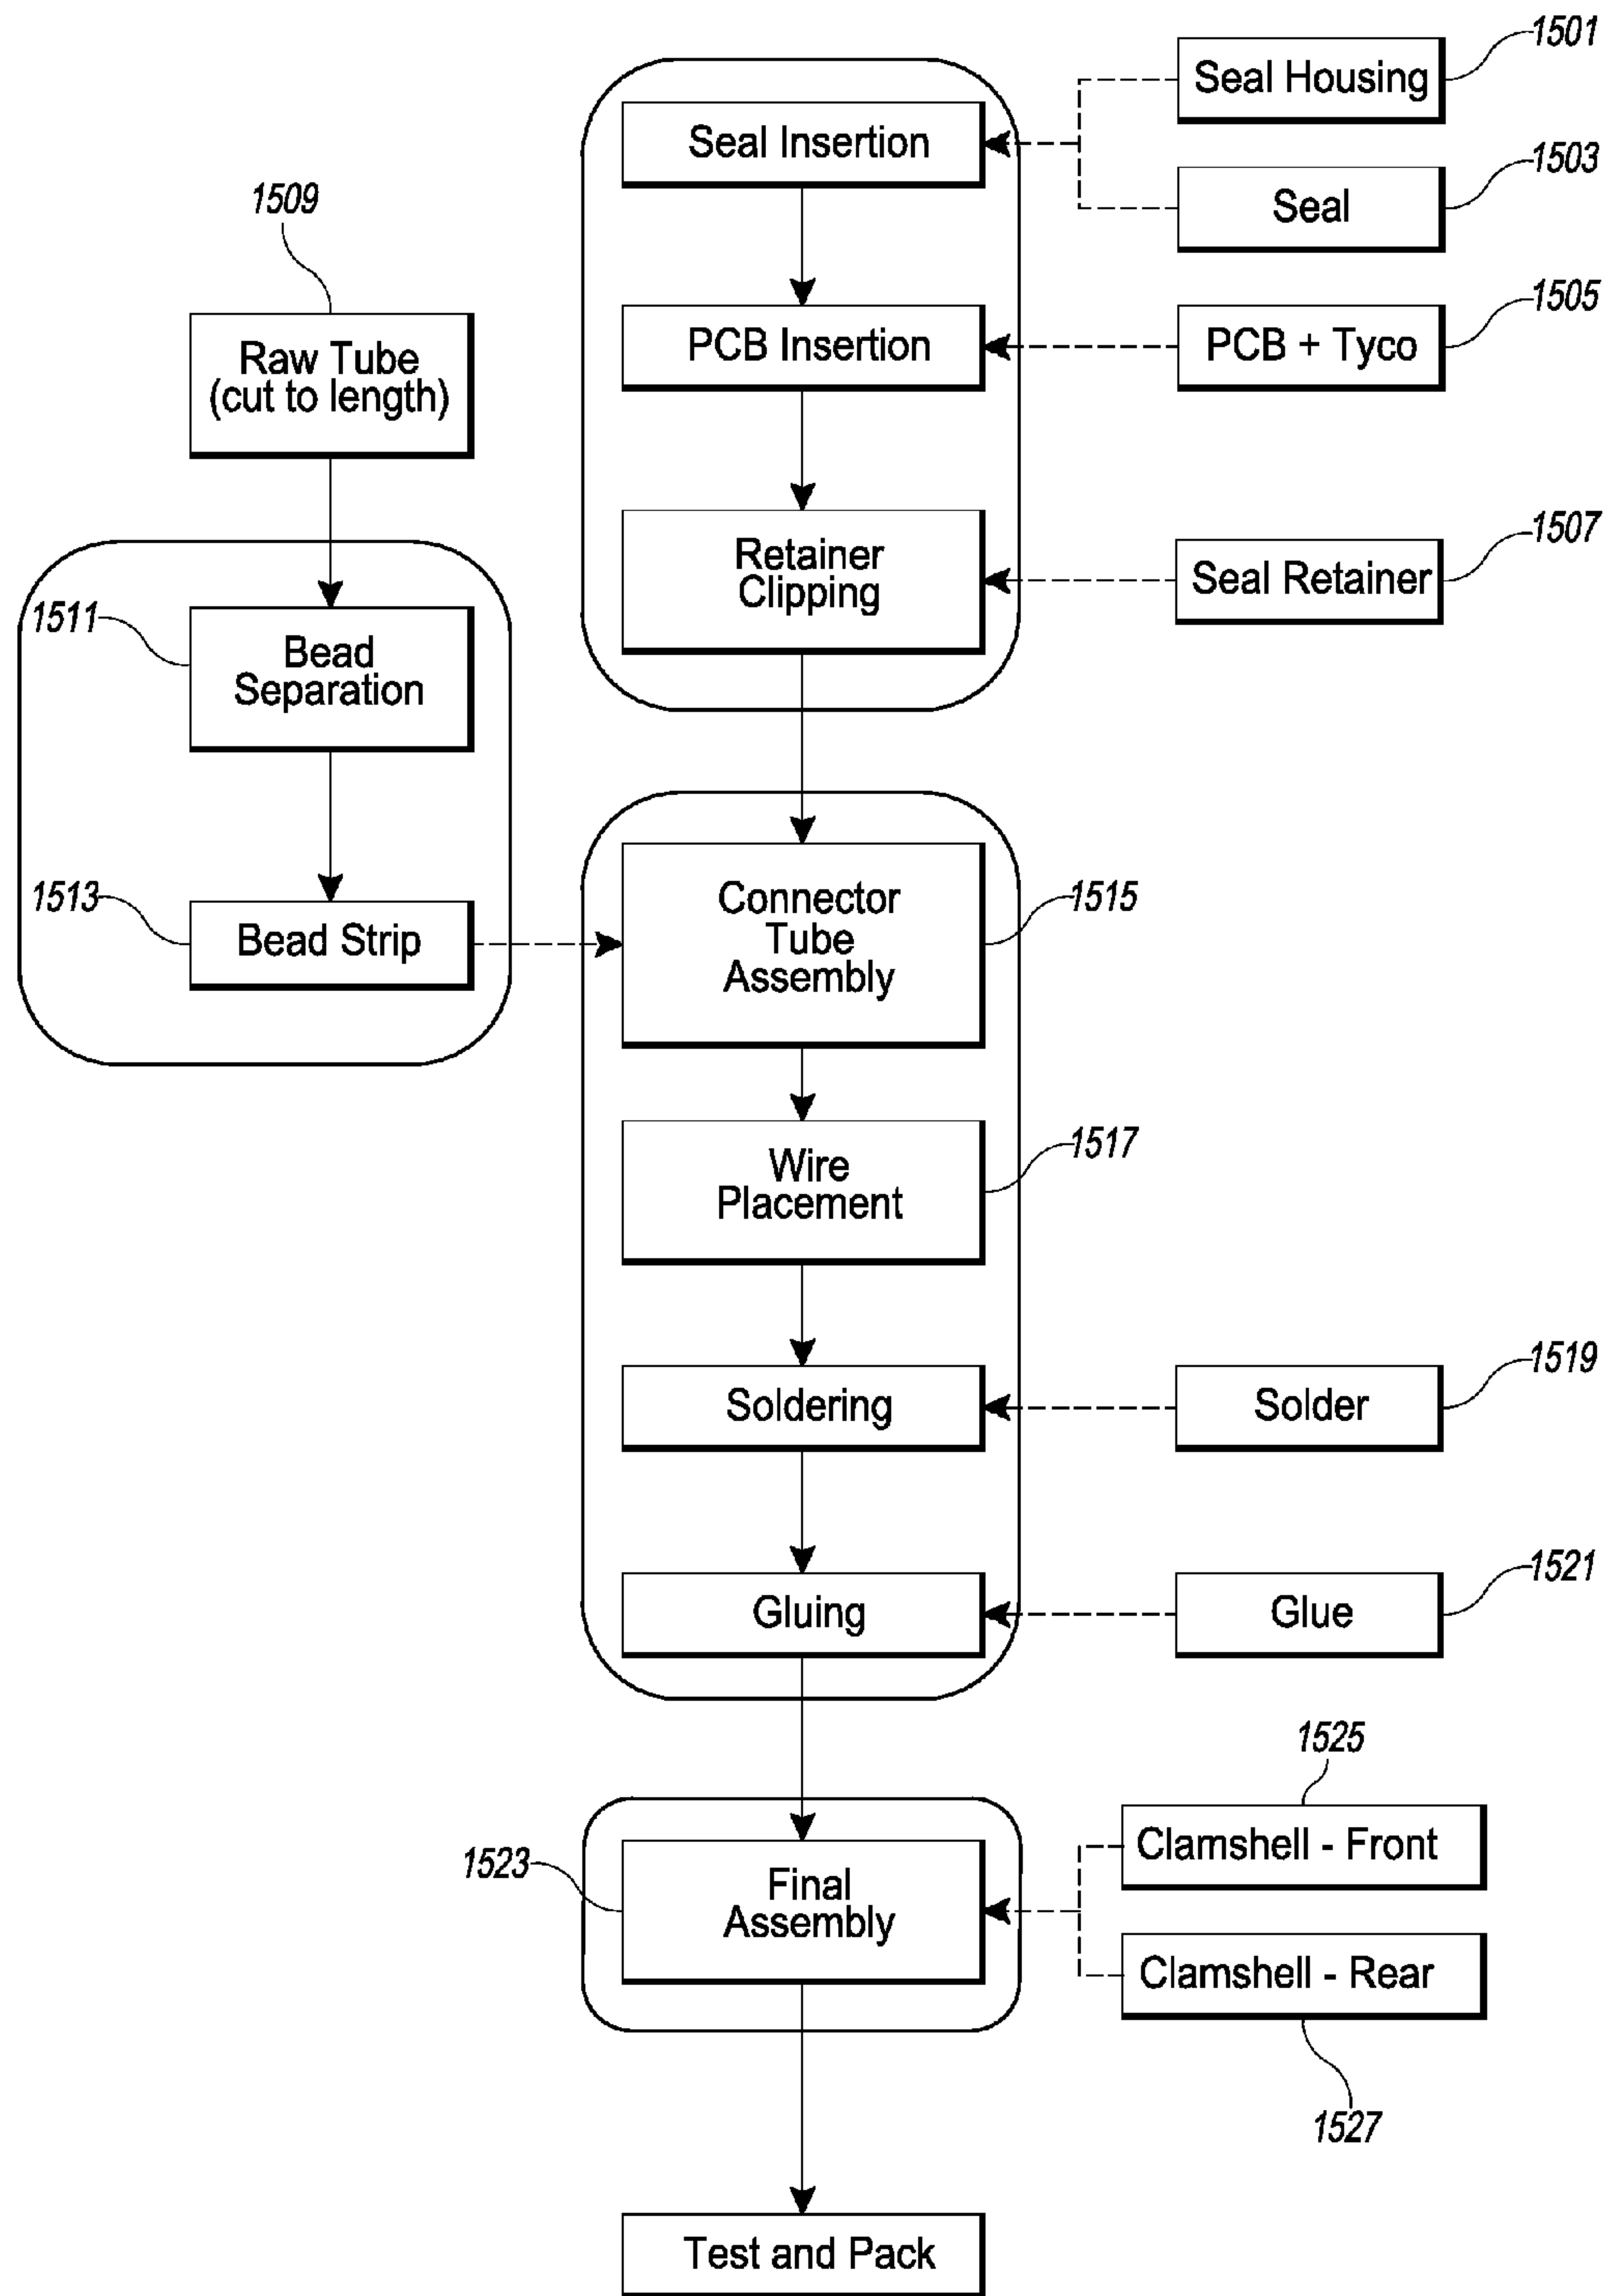 1501
Seal Housing
Seal Insertion
1503
Seal
1509
1505
Raw Tube
(cut to length)
PCB Insertion
PCB + Tyco
1507
Retainer
Clipping
Seal Retainer
1511
Bead
Separation
1513
Bead Strip
Connector
Tube
Assembly
1515
Wire
Placement
1517
1519
Soldering
Solder
1521
Gluing
Glue
1525
Clamshell - Front
1523
Final
Assembly
Clamshell - Rear
1527
Test and Pack